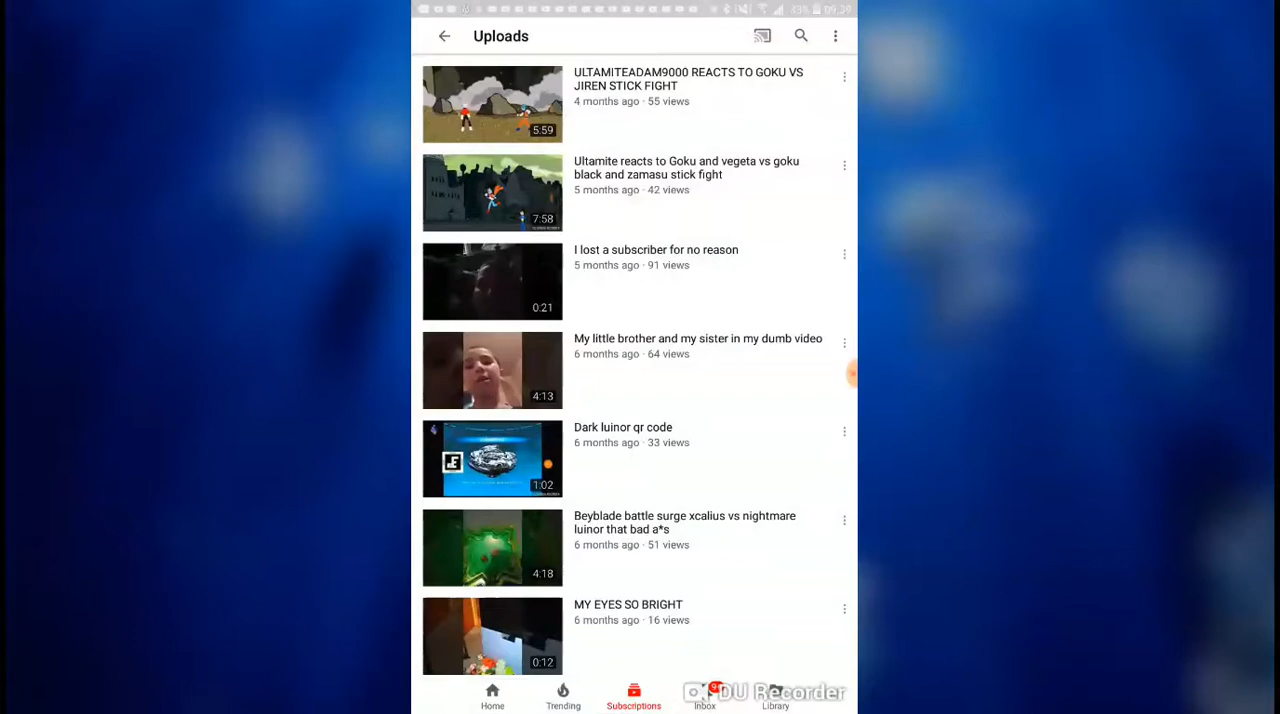 33% 09:39
Uploads
ULTAMITEADAM9000 REACTS TO GOKU VS
JIREN STICK FIGHT
4 months ago · 55 views
5:59
Ultamite reacts to Goku and vegeta vs goku
black and zamasu stick fight
5 months ago · 42 views
7:58
I lost a subscriber for no reason
5 months ago · 91 views
0:21
My little brother and my sister in my dumb video
6 months ago · 64 views
4:13
Dark luinor qr code
6 months ago · 33 views
1:02
Beyblade battle surge xcalius vs nightmare
luinor that bad a*s
6 months ago · 51 views
4:18
MY EYES SO BRIGHT
6 months ago · 16 views
0:12
DU Recorder
Home Trending Subscriptions Inbox Library